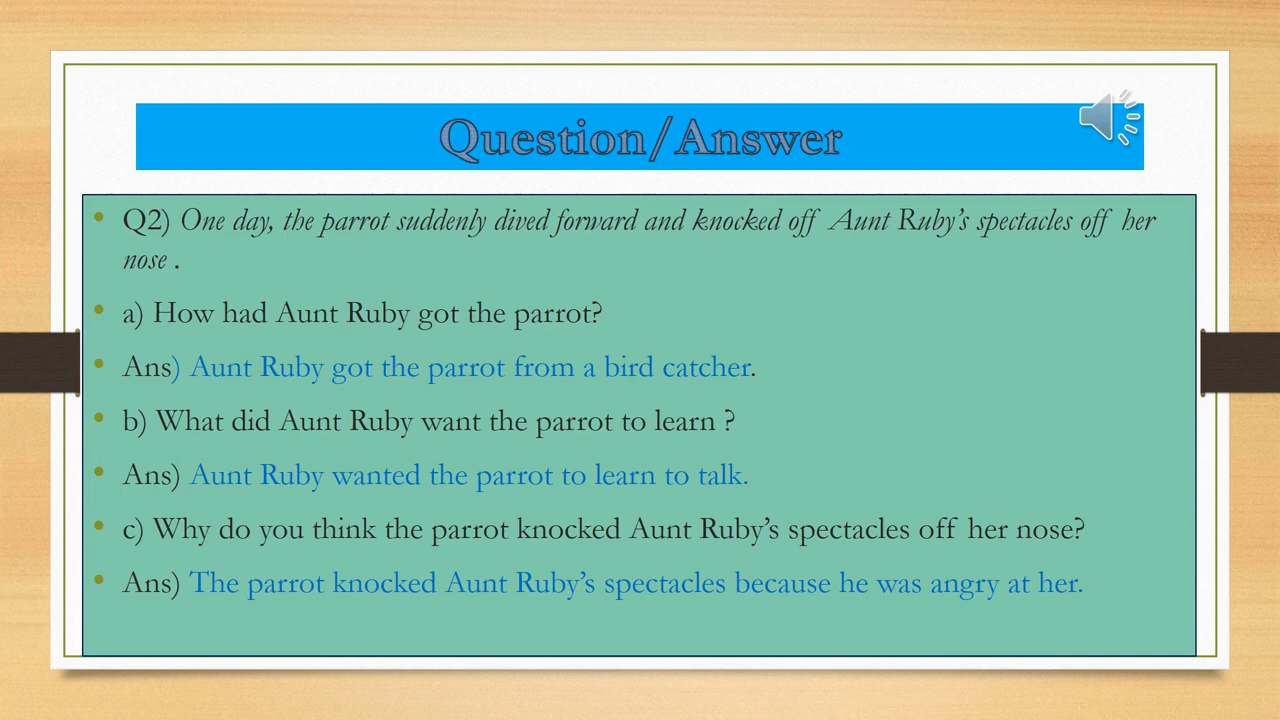 Question/Answer
• Q2) One day, the parrot suddenly dived forward and knocked off Aunt Ruby’s spectacles off her
nose .
• a) How had Aunt Ruby got the parrot?
• Ans) Aunt Ruby got the parrot from a bird catcher.
• b) What did Aunt Ruby want the parrot to learn ?
• Ans) Aunt Ruby wanted the parrot to learn to talk.
• c) Why do you think the parrot knocked Aunt Ruby’s spectacles off her nose?
• Ans) The parrot knocked Aunt Ruby’s spectacles because he was angry at her.